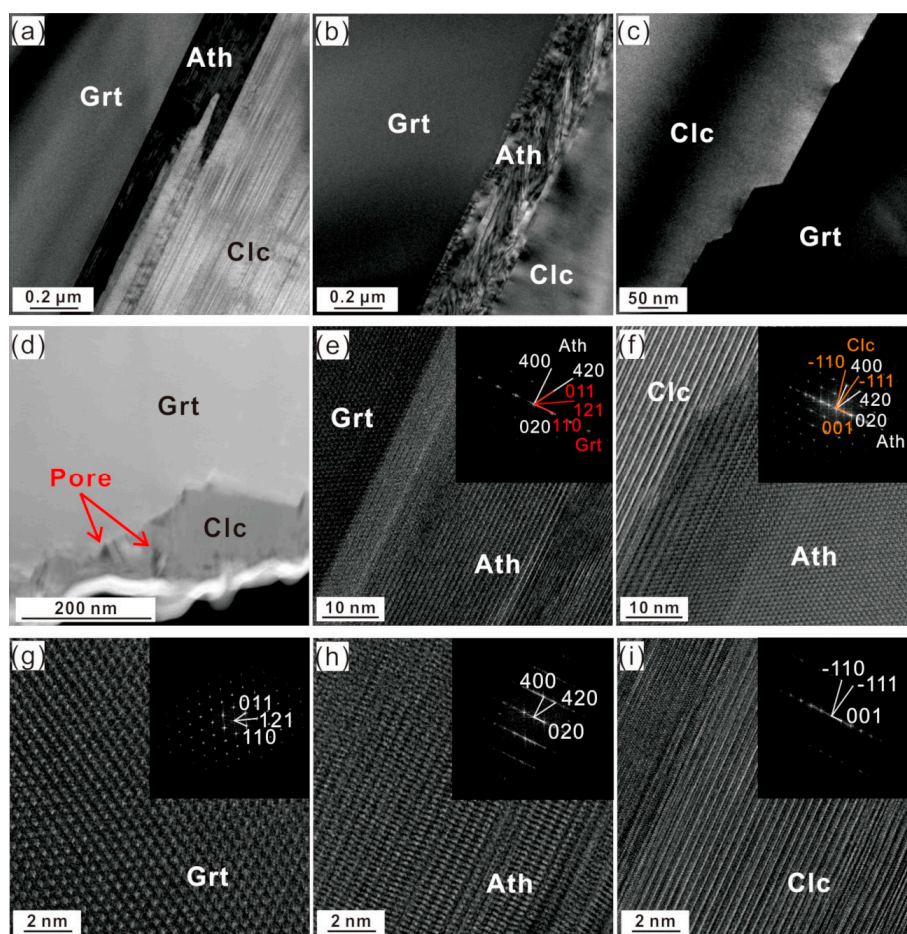 (a)
Ath
Grt
Clc
0.2 μm
(b)
Grt
Ath
Clc
0.2 μm
(c)
Clc
Grt
50 nm
(d)
Grt
Pore
Clc
200 nm
(e)
Ath
400
420
011
121
020
110
Grt
Grt
Ath
10 nm
(f)
Clc
-110
400
-111
420
020
001
Ath
Clc
Ath
10 nm
(g)
011
121
110
Grt
2 nm
(h)
400
420
020
Ath
2 nm
(i)
-110
-111
001
Clc
2 nm